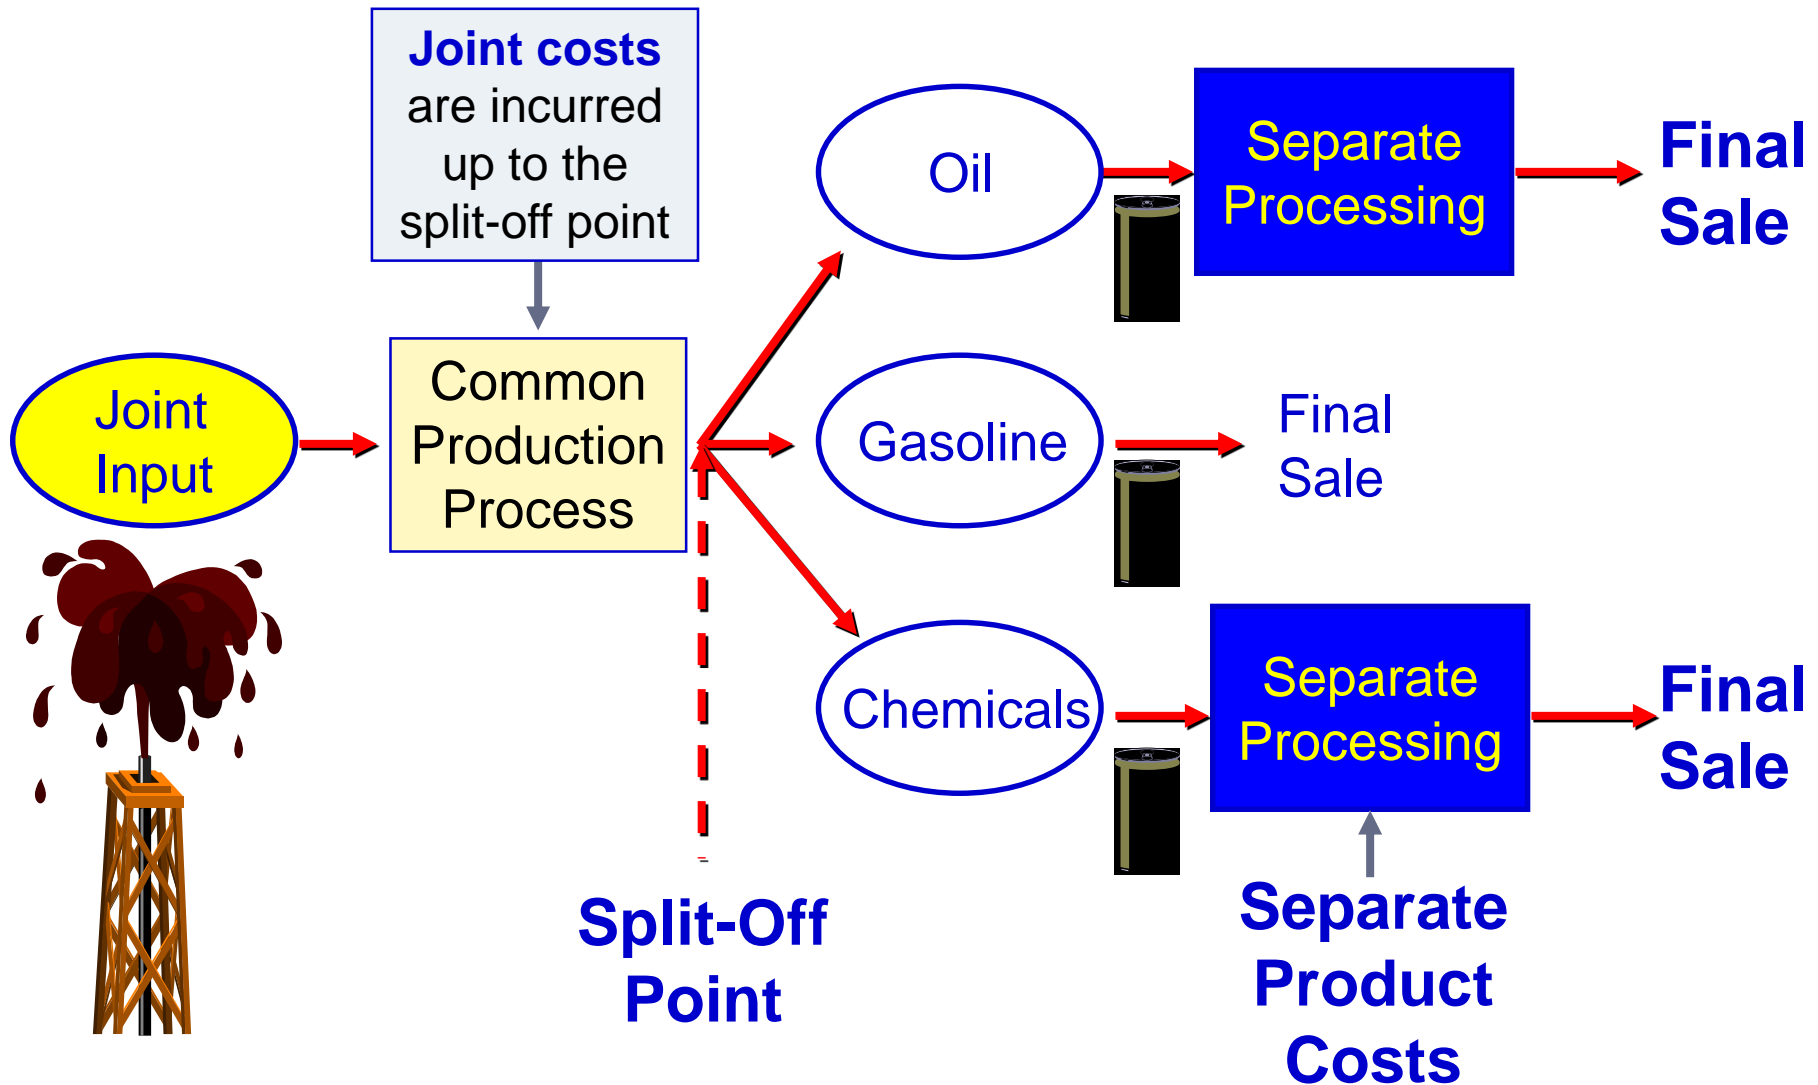 Joint costs
are incurred
up to the
split-off point
Joint
Input
Common
Production
Process
Oil
Separate
Processing
Final
Sale
Gasoline
Final
Sale
Chemicals
Separate
Processing
Final
Sale
Split-Off
Point
Separate
Product
Costs